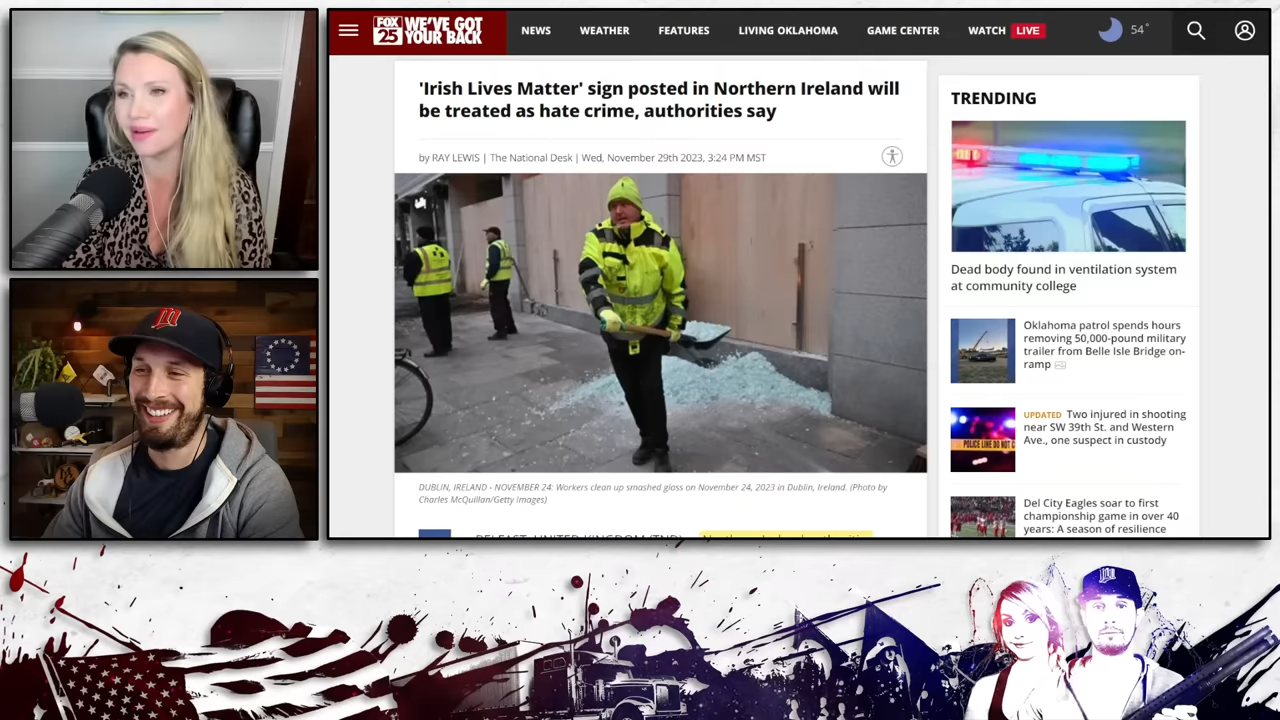 FOX 25
WE'VE GOT
YOUR BACK
NEWS
WEATHER
FEATURES
LIVING OKLAHOMA
GAME CENTER
WATCH LIVE
54°
'Irish Lives Matter' sign posted in Northern Ireland will
be treated as hate crime, authorities say
by RAY LEWIS | The National Desk | Wed, November 29th 2023, 3:24 PM MST
DUBLIN, IRELAND - NOVEMBER 24: Workers clean up smashed glass on November 24, 2023 in Dublin, Ireland. (Photo by
Charles McQuillan/Getty Images)
TRENDING
Dead body found in ventilation system
at community college
Oklahoma patrol spends hours
removing 50,000-pound military
trailer from Belle Isle Bridge on-
ramp
UPDATED Two injured in shooting
near SW 39th St. and Western
Ave., one suspect in custody
POLICE LINE DO NOT C
Del City Eagles soar to first
championship game in over 40
years: A season of resilience